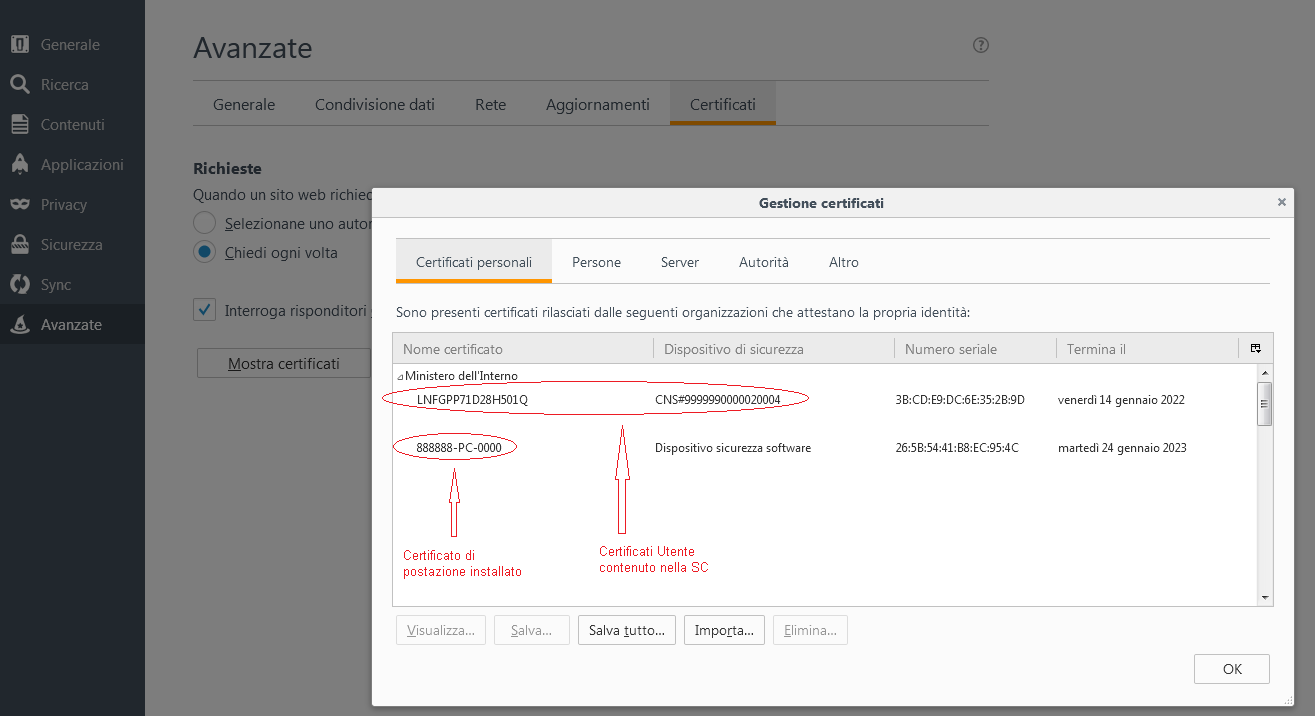 Generale
Ricerca
Contenuti
Applicazioni
Privacy
Sicurezza
Sync
Avanzate
Avanzate
?
Generale Condivisione dati Rete Aggiornamenti Certificati
Richieste
Quando un sito web richied
Selezionane uno autor
Chiedi ogni volta
Interroga risponditori
Mostra certificati
Gestione certificati
Certificati personali Persone Server Autorità Altro
Sono presenti certificati rilasciati dalle seguenti organizzazioni che attestano la propria identità:
Nome certificato Dispositivo di sicurezza Numero seriale Termina il
Ministero dell'Interno
LNFGPP71D28H501Q CNS#9999990000020004 3B:CD:E9:DC:6E:35:2B:9D venerdì 14 gennaio 2022
888888-PC-0000 Dispositivo sicurezza software 26:5B:54:41:B8:EC:95:4C martedì 24 gennaio 2023
Certificato di
postazione installato
Certificati Utente
contenuto nella SC
Visualizza... Salva... Salva tutto... Importa... Elimina...
OK